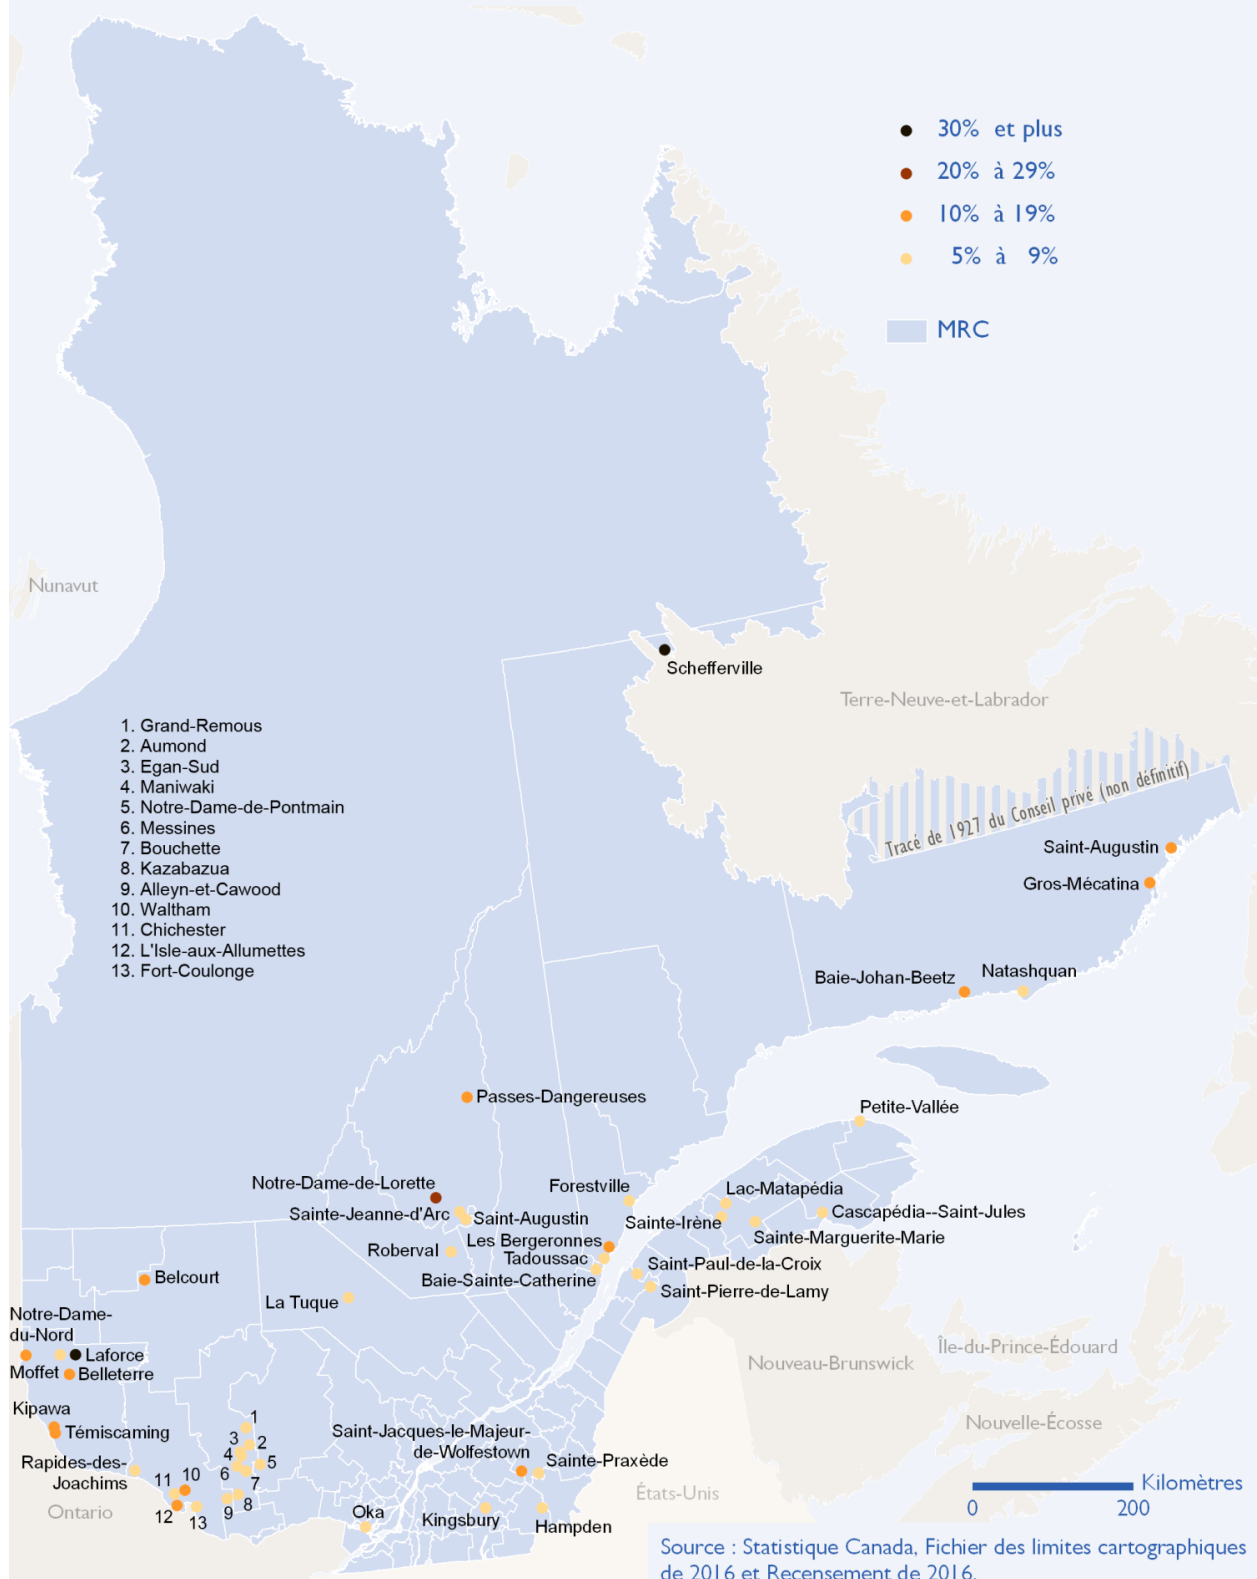 30% et plus
20% à 29%
10% à 19%
5% à 9%
MRC
Nunavut
Schefferville
Terre-Neuve-et-Labrador
1. Grand-Remous
2. Aumond
3. Egan-Sud
4. Maniwaki
5. Notre-Dame-de-Pontmain
6. Messines
7. Bouchette
8. Kazabazua
9. Alleyn-et-Cawood
10. Waltham
11. Chichester
12. L'Isle-aux-Allumettes
13. Fort-Coulonge
Tracé de 1927 du Conseil privé (non définitif)
Saint-Augustin
Gros-Mécatina
Natashquan
Baie-Johan-Beetz
Passes-Dangereuses
Petite-Vallée
Notre-Dame-de-Lorette
Forestville
Lac-Matapédia
Sainte-Jeanne-d'Arc
Saint-Augustin
Sainte-Irène
Cascapédia--Saint-Jules
Les Bergeronnes
Sainte-Marguerite-Marie
Roberval
Tadoussac
Saint-Paul-de-la-Croix
Belcourt
Baie-Sainte-Catherine
Saint-Pierre-de-Lamy
La Tuque
Notre-Dame-
du-Nord
Laforce
Île-du-Prince-Édouard
Moffet
Belleterre
Nouveau-Brunswick
Kipawa
Témiscaming
1
Nouvelle-Écosse
Saint-Jacques-le-Majeur-
de-Wolfestown
3
2
4
Sainte-Praxède
Rapides-des-
Joachims
5
6
7
11
10
Kilomètres
0
200
Ontario
12
13
9
8
États-Unis
Oka
Kingsbury
Hampden
Source : Statistique Canada, Fichier des limites cartographiques
de 2016 et Recensement de 2016.